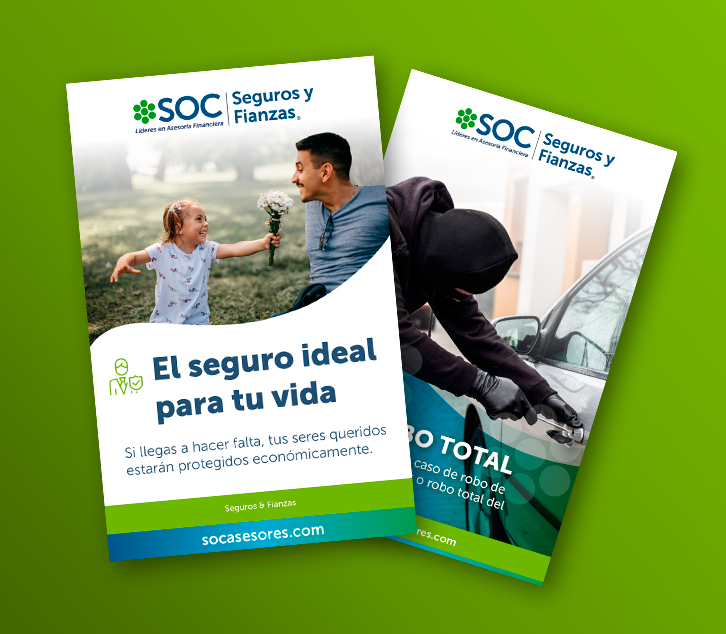 SOC
Seguros y
Fianzas®
Líderes en Asesoría Financiera
El seguro ideal
para tu vida
Si llegas a hacer falta, tus seres queridos
estarán protegidos económicamente.
Seguros & Fianzas
socasesores.com
SOC
Seguros y
Fianzas®
Líderes en Asesoría Financiera
BO TOTAL
caso de robo de
o robo total del
res.com